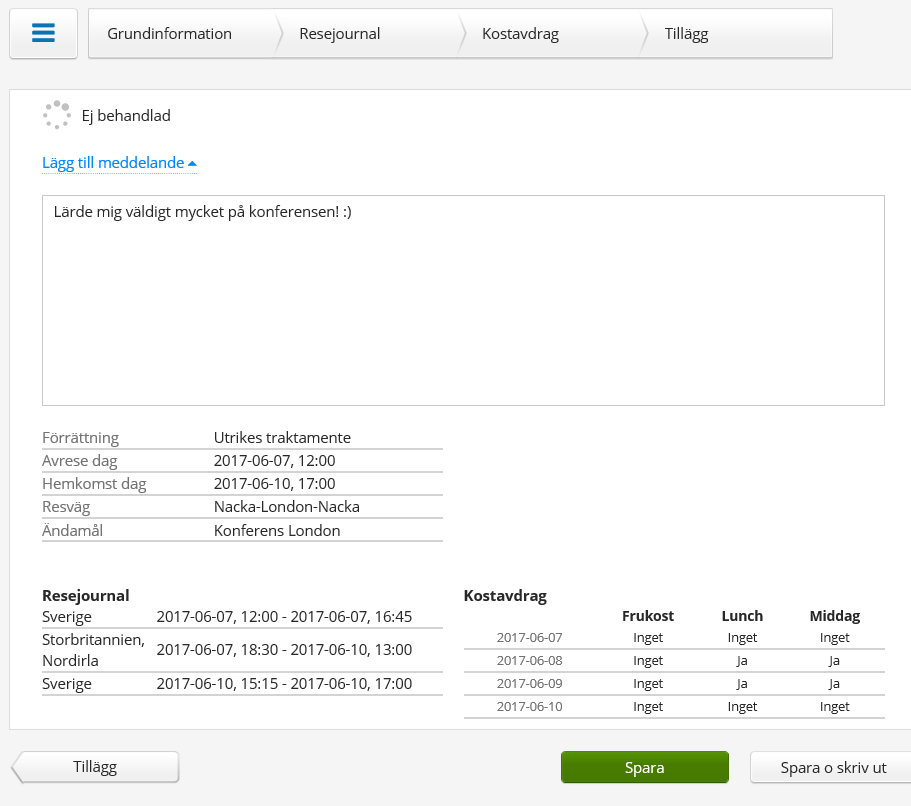 Grundinformation Resejournal Kostavdrag Tillägg
Ej behandlad
Lägg till meddelande
Lärde mig väldigt mycket på konferensen! :)
Förrättning Utrikes traktamente
Avrese dag 2017-06-07, 12:00
Hemkomst dag 2017-06-10, 17:00
Resväg Nacka-London-Nacka
Ändamål Konferens London
Resejournal
Sverige 2017-06-07, 12:00 - 2017-06-07, 16:45
Storbritannien,
Nordirla 2017-06-07, 18:30 - 2017-06-10, 13:00
Sverige 2017-06-10, 15:15 - 2017-06-10, 17:00
Kostavdrag
Frukost Lunch Middag
2017-06-07 Inget Inget Inget
2017-06-08 Inget Ja Ja
2017-06-09 Inget Ja Ja
2017-06-10 Inget Inget Inget
Tillägg Spara Spara o skriv ut